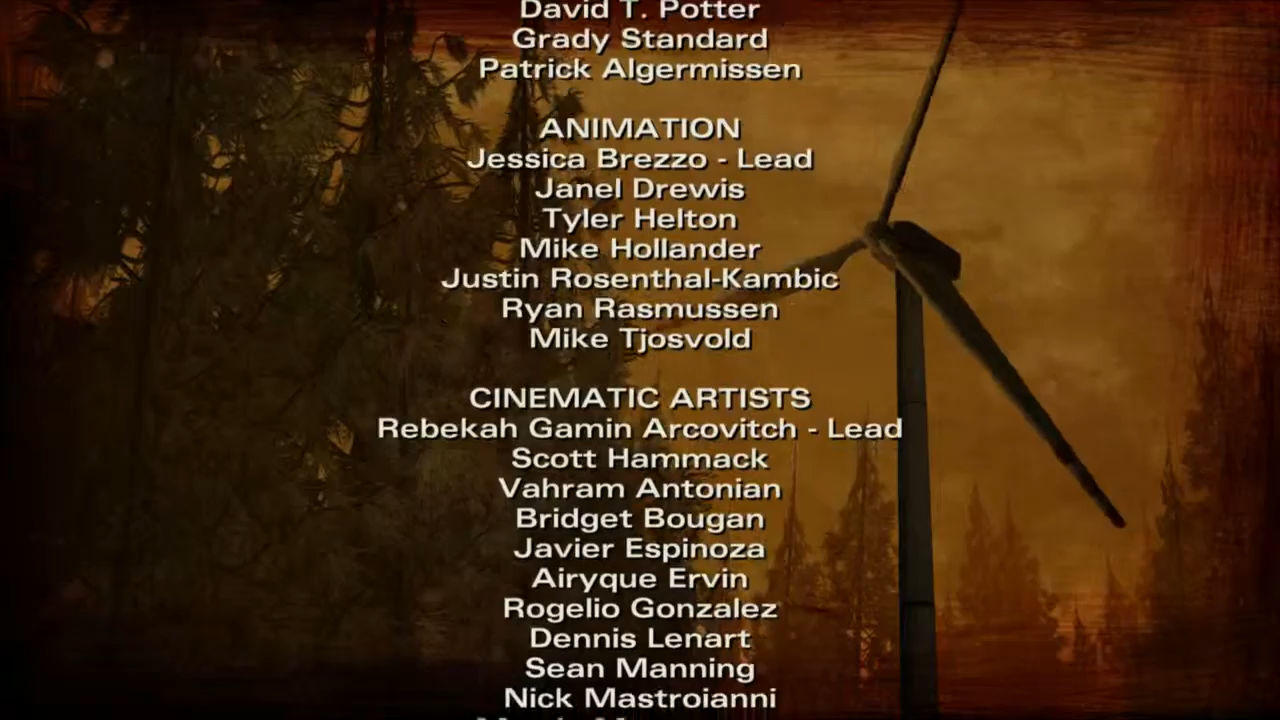 David T. Potter
Grady Standard
Patrick Algermissen
ANIMATION
Jessica Brezzo - Lead
Janel Drewis
Tyler Helton
Mike Hollander
Justin Rosenthal-Kambic
Ryan Rasmussen
Mike Tjosvold
CINEMATIC ARTISTS
Rebekah Gamin Arcovitch - Lead
Scott Hammack
Vahram Antonian
Bridget Bougan
Javier Espinoza
Airyque Ervin
Rogelio Gonzalez
Dennis Lenart
Sean Manning
Nick Mastroianni